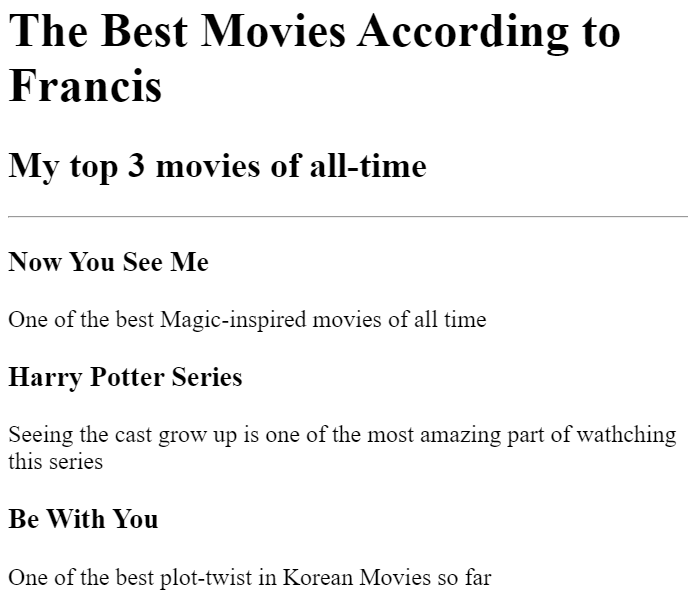 The Best Movies According to
Francis
My top 3 movies of all-time
Now You See Me
One of the best Magic-inspired movies of all time
Harry Potter Series
Seeing the cast grow up is one of the most amazing part of wathching
this series
Be With You
One of the best plot-twist in Korean Movies so far